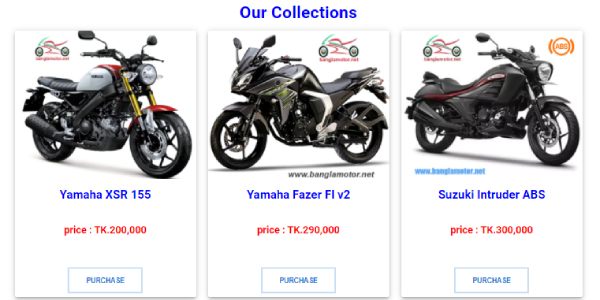 Our Collections
banglamotor.net
YAMAHA
Yamaha XSR 155
price : TK.200,000
PURCHASE
banglamotor.net
www.banglamotor.net
Yamaha Fazer FI v2
price : TK.290,000
PURCHASE
banglamotor.net
(ABS)
www.banglamotor.net
Suzuki Intruder ABS
price : TK.300,000
PURCHASE